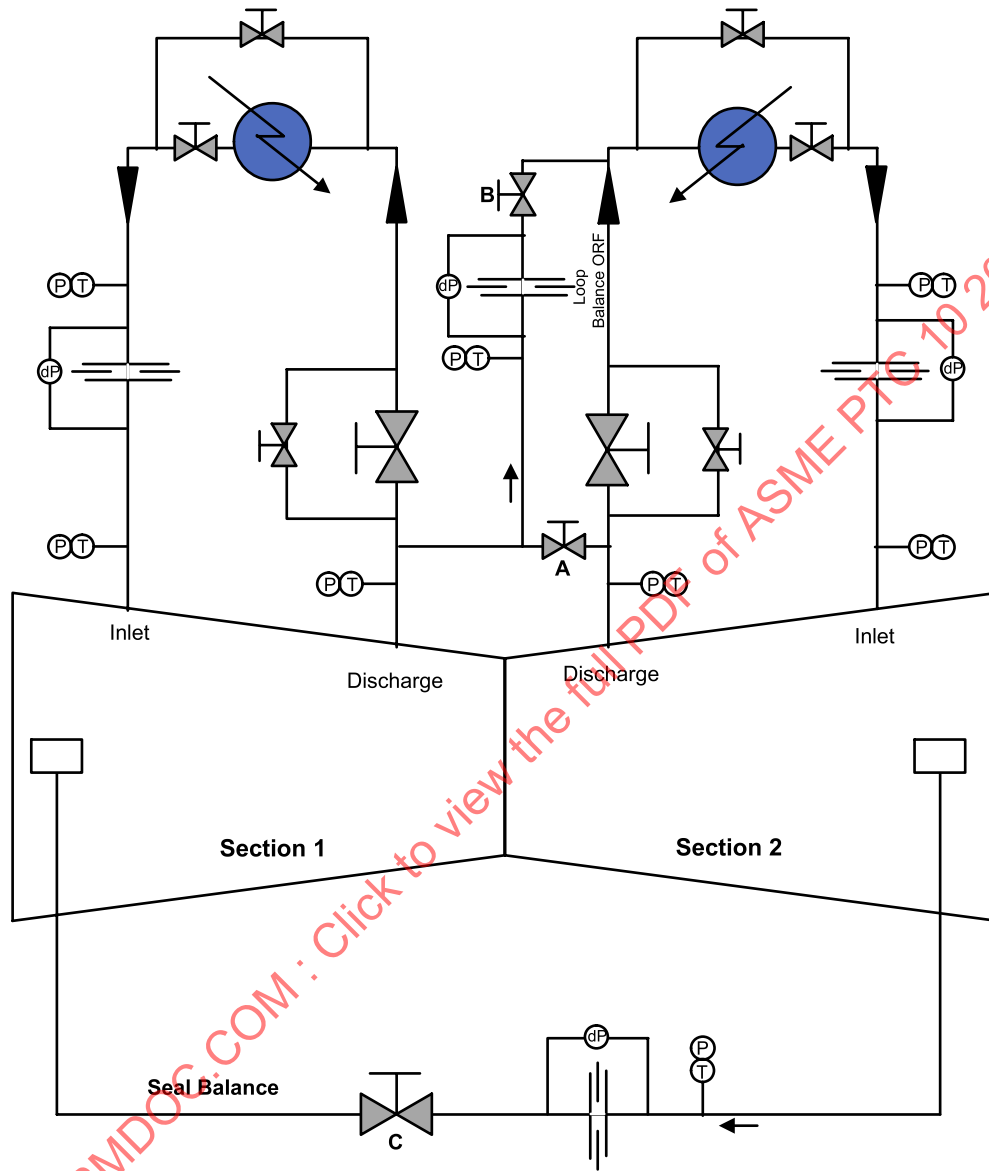 B
P T
P T
dP
Loop
Balance ORF
dP
dP
P T
P T
P T
A
P T
P T
P T
Inlet
Inlet
Discharge
Discharge
Section 1
Section 2
dP
P
T
Seal Balance
C
MDOC.COM : Click to view the full PDF of ASME PTC 10